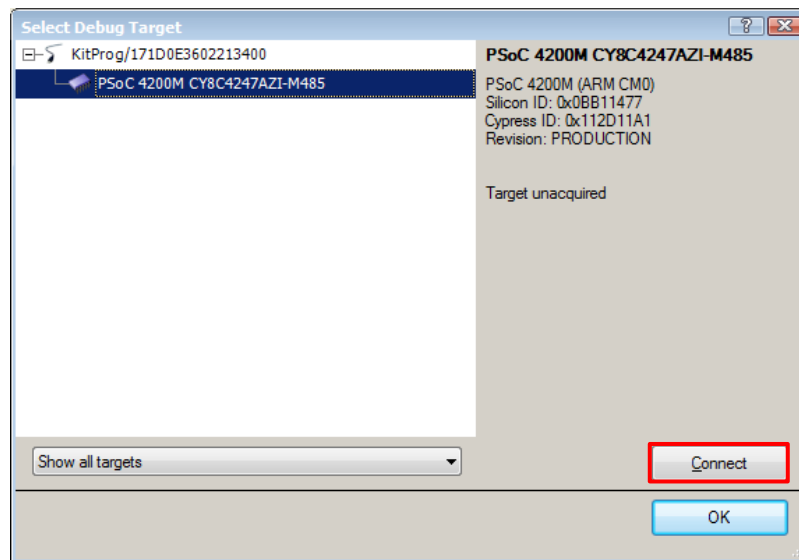 Select Debug Target
KitProg/171D0E3602213400
PSoC 4200M CY8C4247AZI-M485
PSoC 4200M CY8C4247AZI-M485
PSoC 4200M (ARM CM0)
Silicon ID: 0x0BB11477
Cypress ID: 0x112D11A1
Revision: PRODUCTION
Target unacquired
Show all targets
Connect
OK